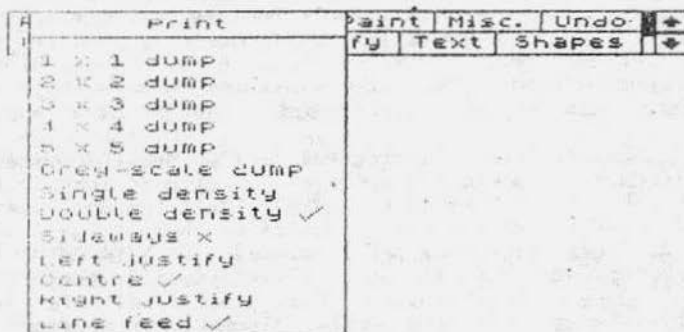 Print Paint Misc. Undo
fy Text Shapes
1 x 1 dump
2 x 2 dump
3 x 3 dump
4 x 4 dump
5 x 5 dump
Grey-scale dump
Single density
Double density ✓
Sideways x
Left justify
Centre ✓
Right justify
Line feed ✓